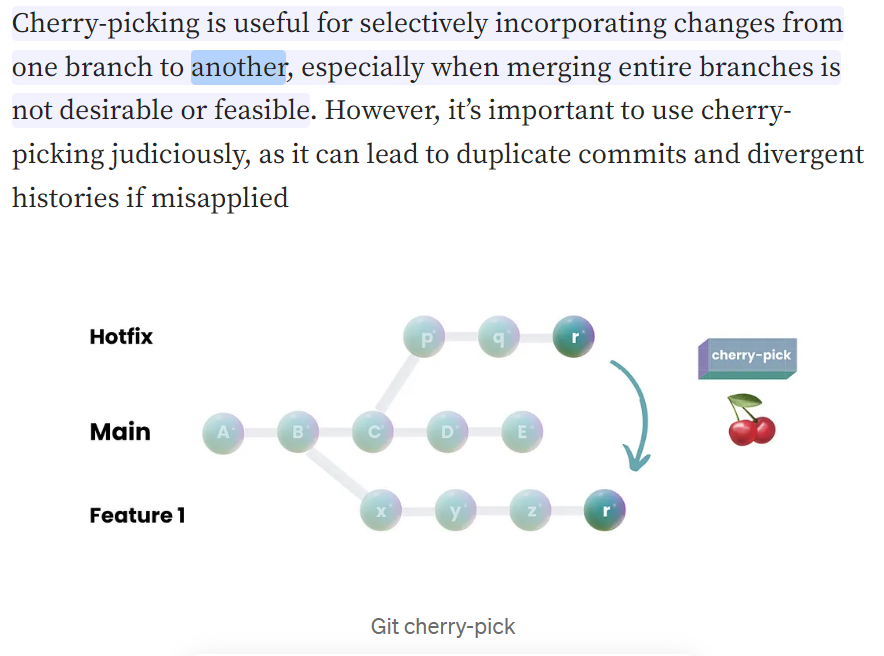 Cherry-picking is useful for selectively incorporating changes from
one branch to another, especially when merging entire branches is
not desirable or feasible. However, it’s important to use cherry-
picking judiciously, as it can lead to duplicate commits and divergent
histories if misapplied
Hotfix
p q r
cherry-pick
Main
A B C D E
Feature 1
x y z r
Git cherry-pick